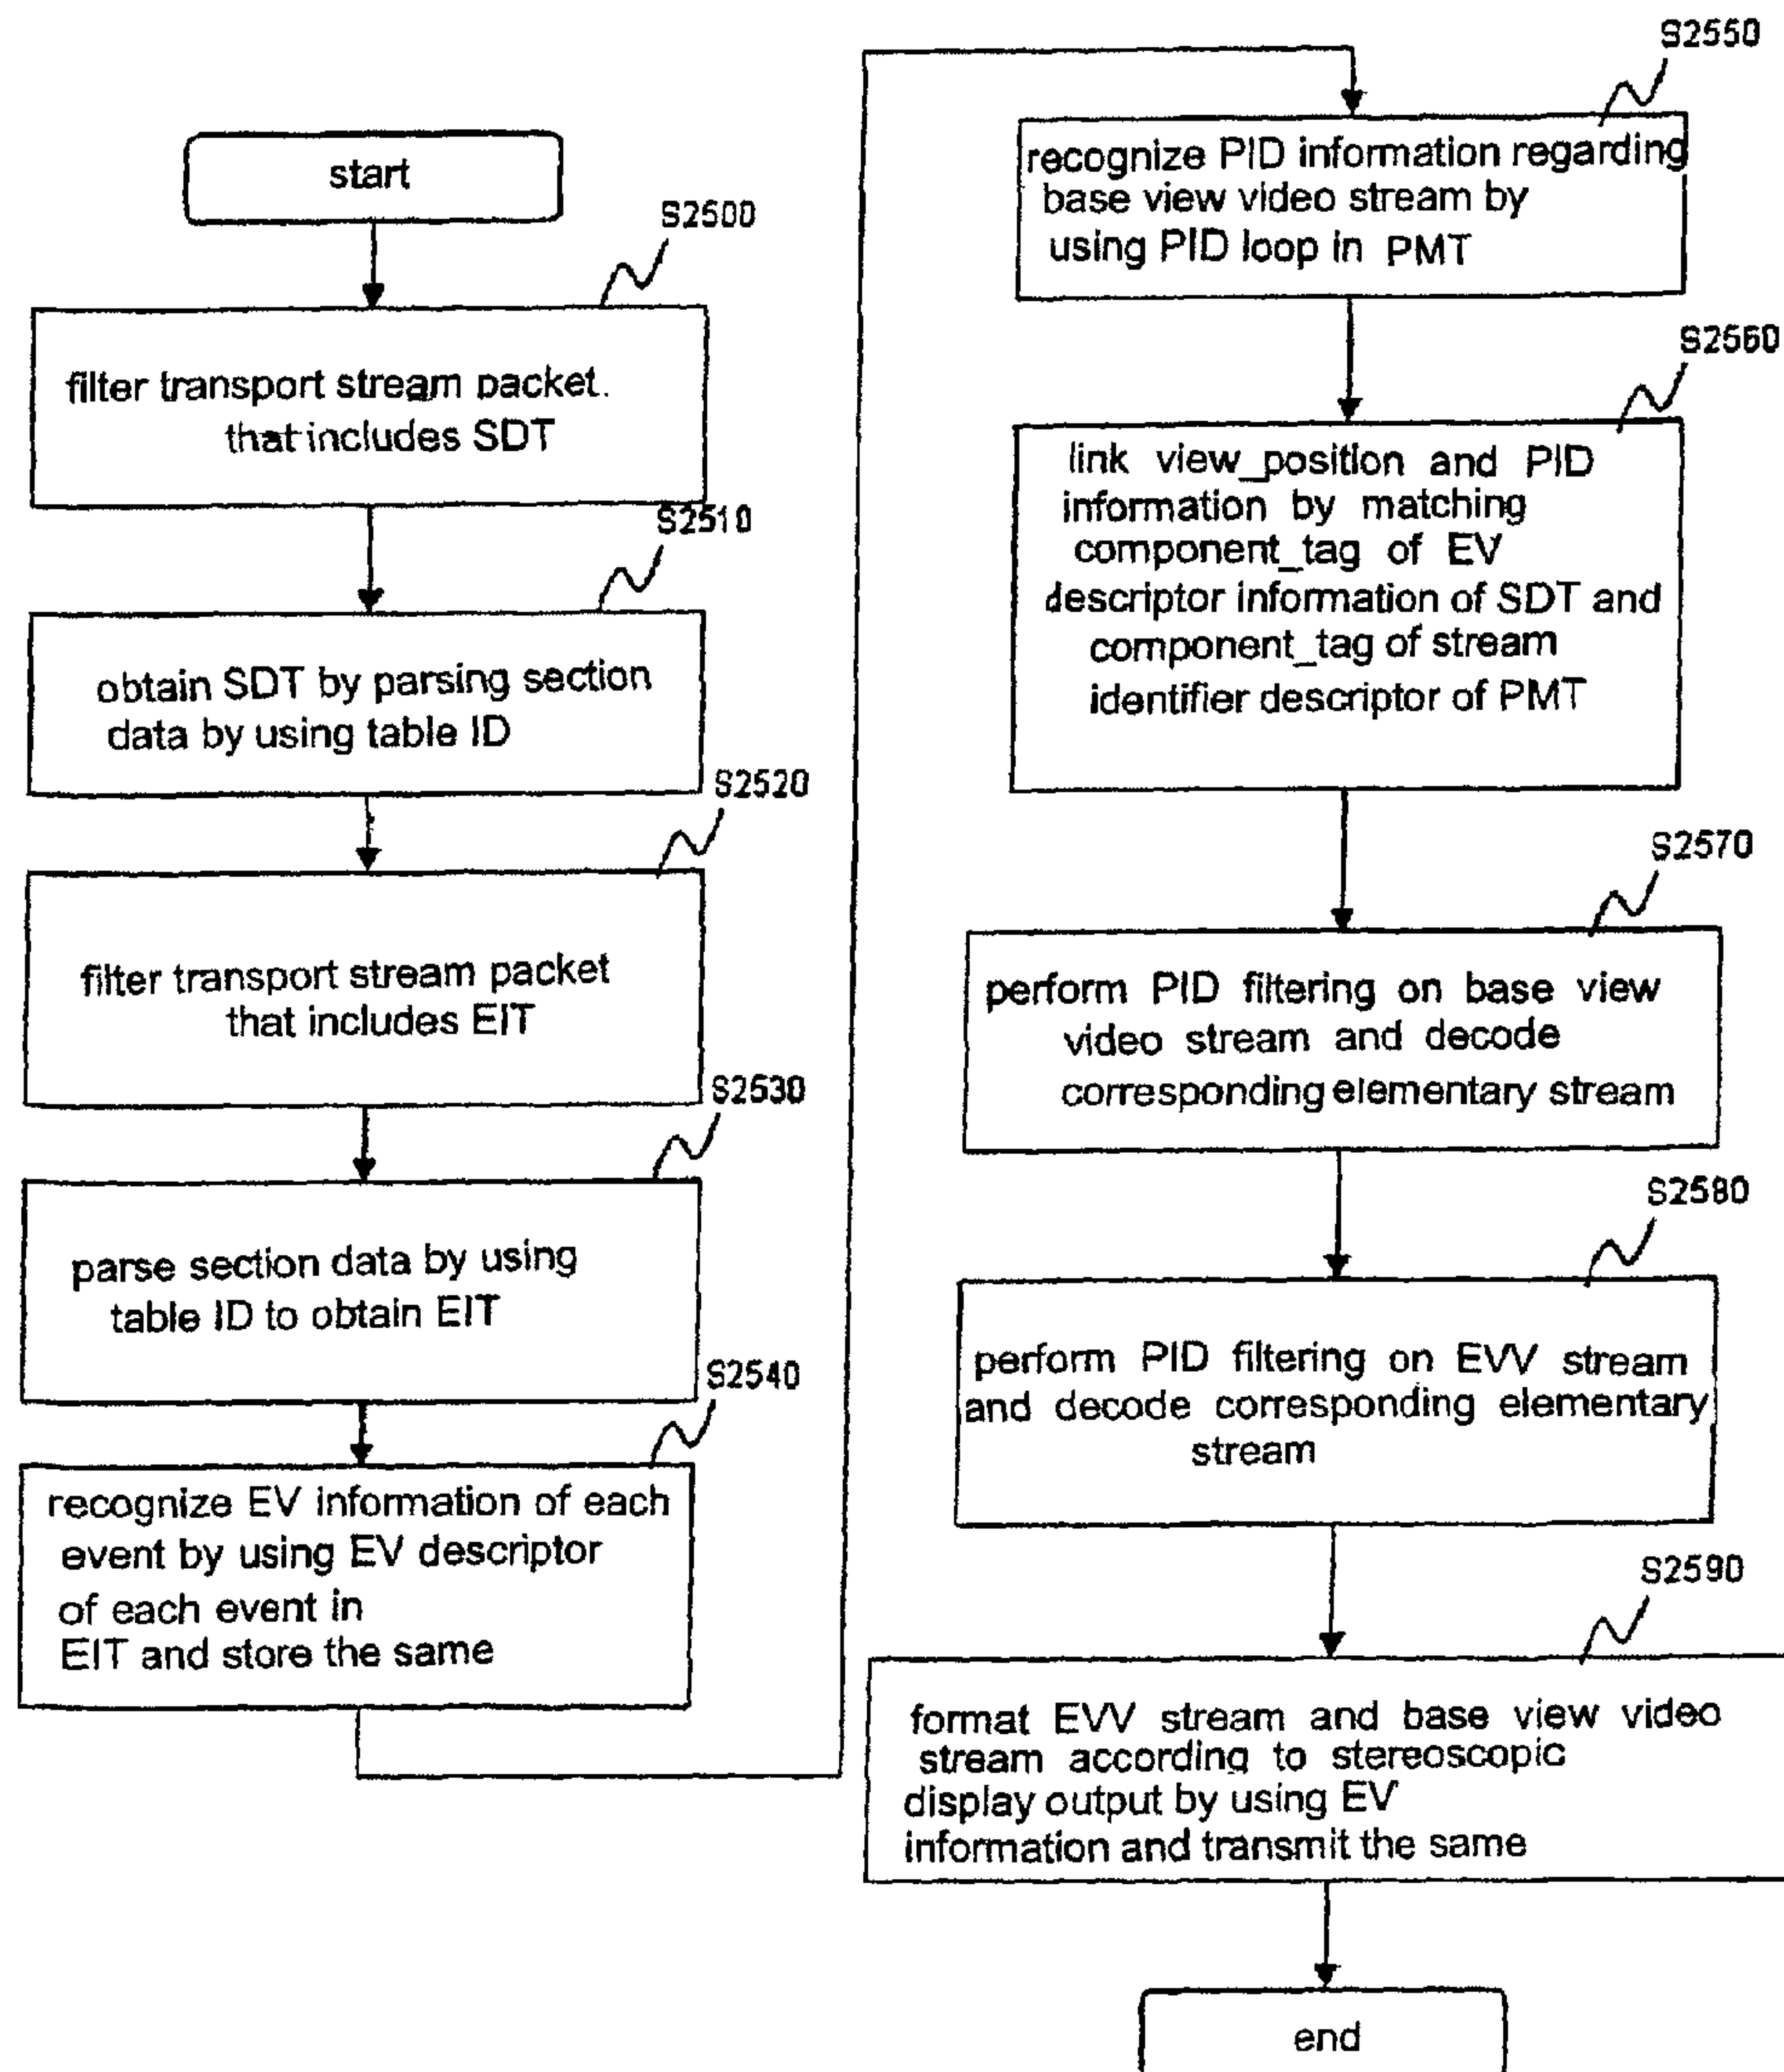 start
S2500
filter transport stream packet.
that includes SDT
S2510
obtain SDT by parsing section
data by using table ID
S2520
filter transport stream packet
that includes EIT
S2530
parse section data by using
table ID to obtain EIT
S2540
recognize EV information of each
event by using EV descriptor
of each event in
EIT and store the same
S2550
recognize PID information regarding
base view video stream by
using PID loop in PMT
S2560
link view_position and PID
information by matching
component_tag of EV
descriptor information of SDT and
component_tag of stream
identifier descriptor of PMT
S2570
perform PID filtering on base view
video stream and decode
corresponding elementary stream
S2580
perform PID filtering on EVV stream
and decode corresponding elementary
stream
S2590
format EVV stream and base view video
stream according to stereoscopic
display output by using EV
information and transmit the same
end